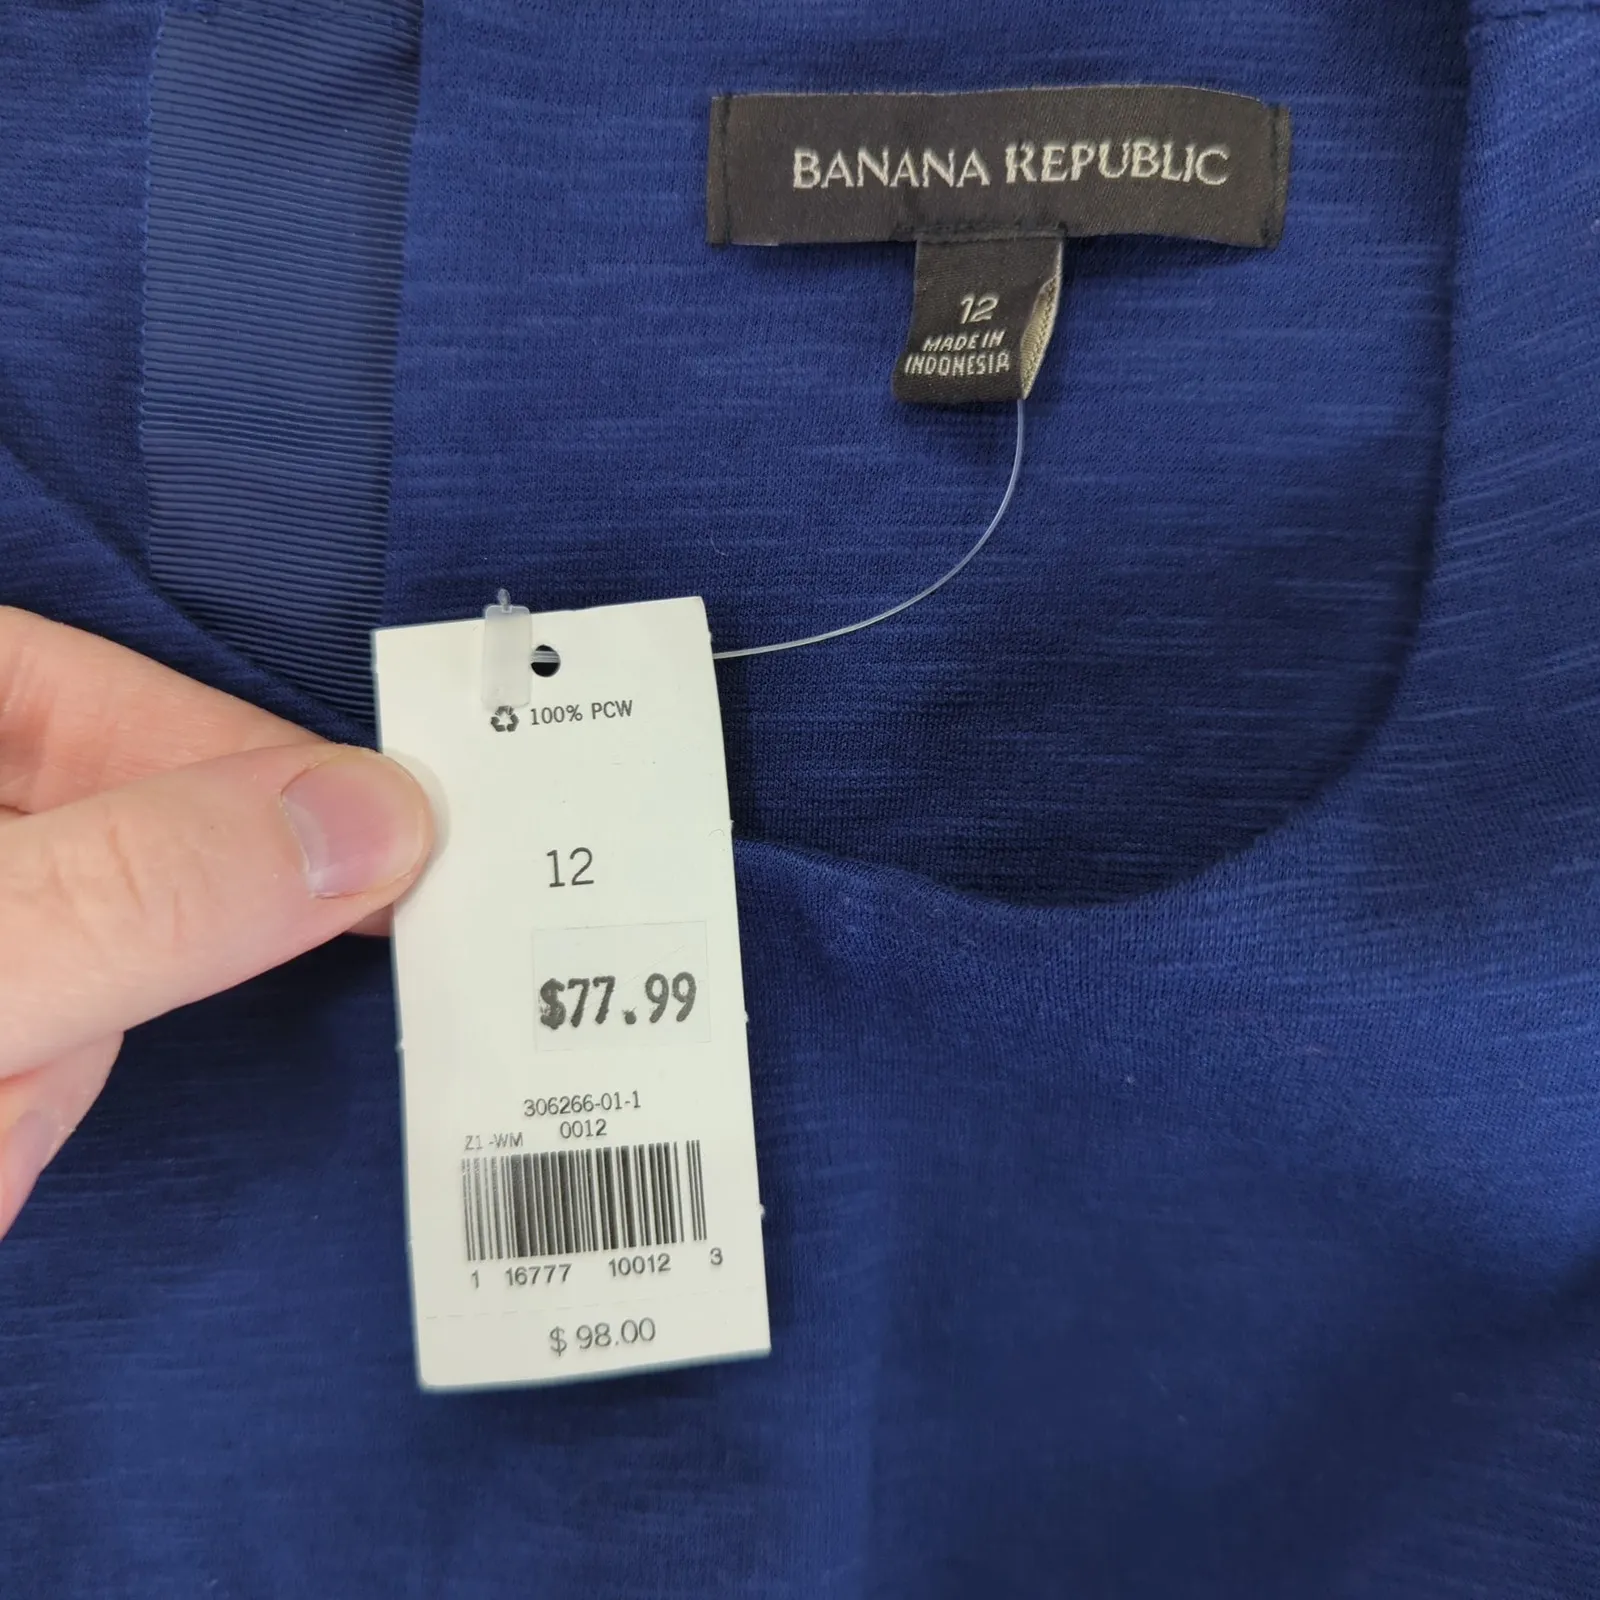 BANANA REPUBLIC
12
MADE IN
INDONESIA
100% PCW
12
$77.99
306266-01-1
Z1-WM 0012
1 16777 10012 3
$ 98.00